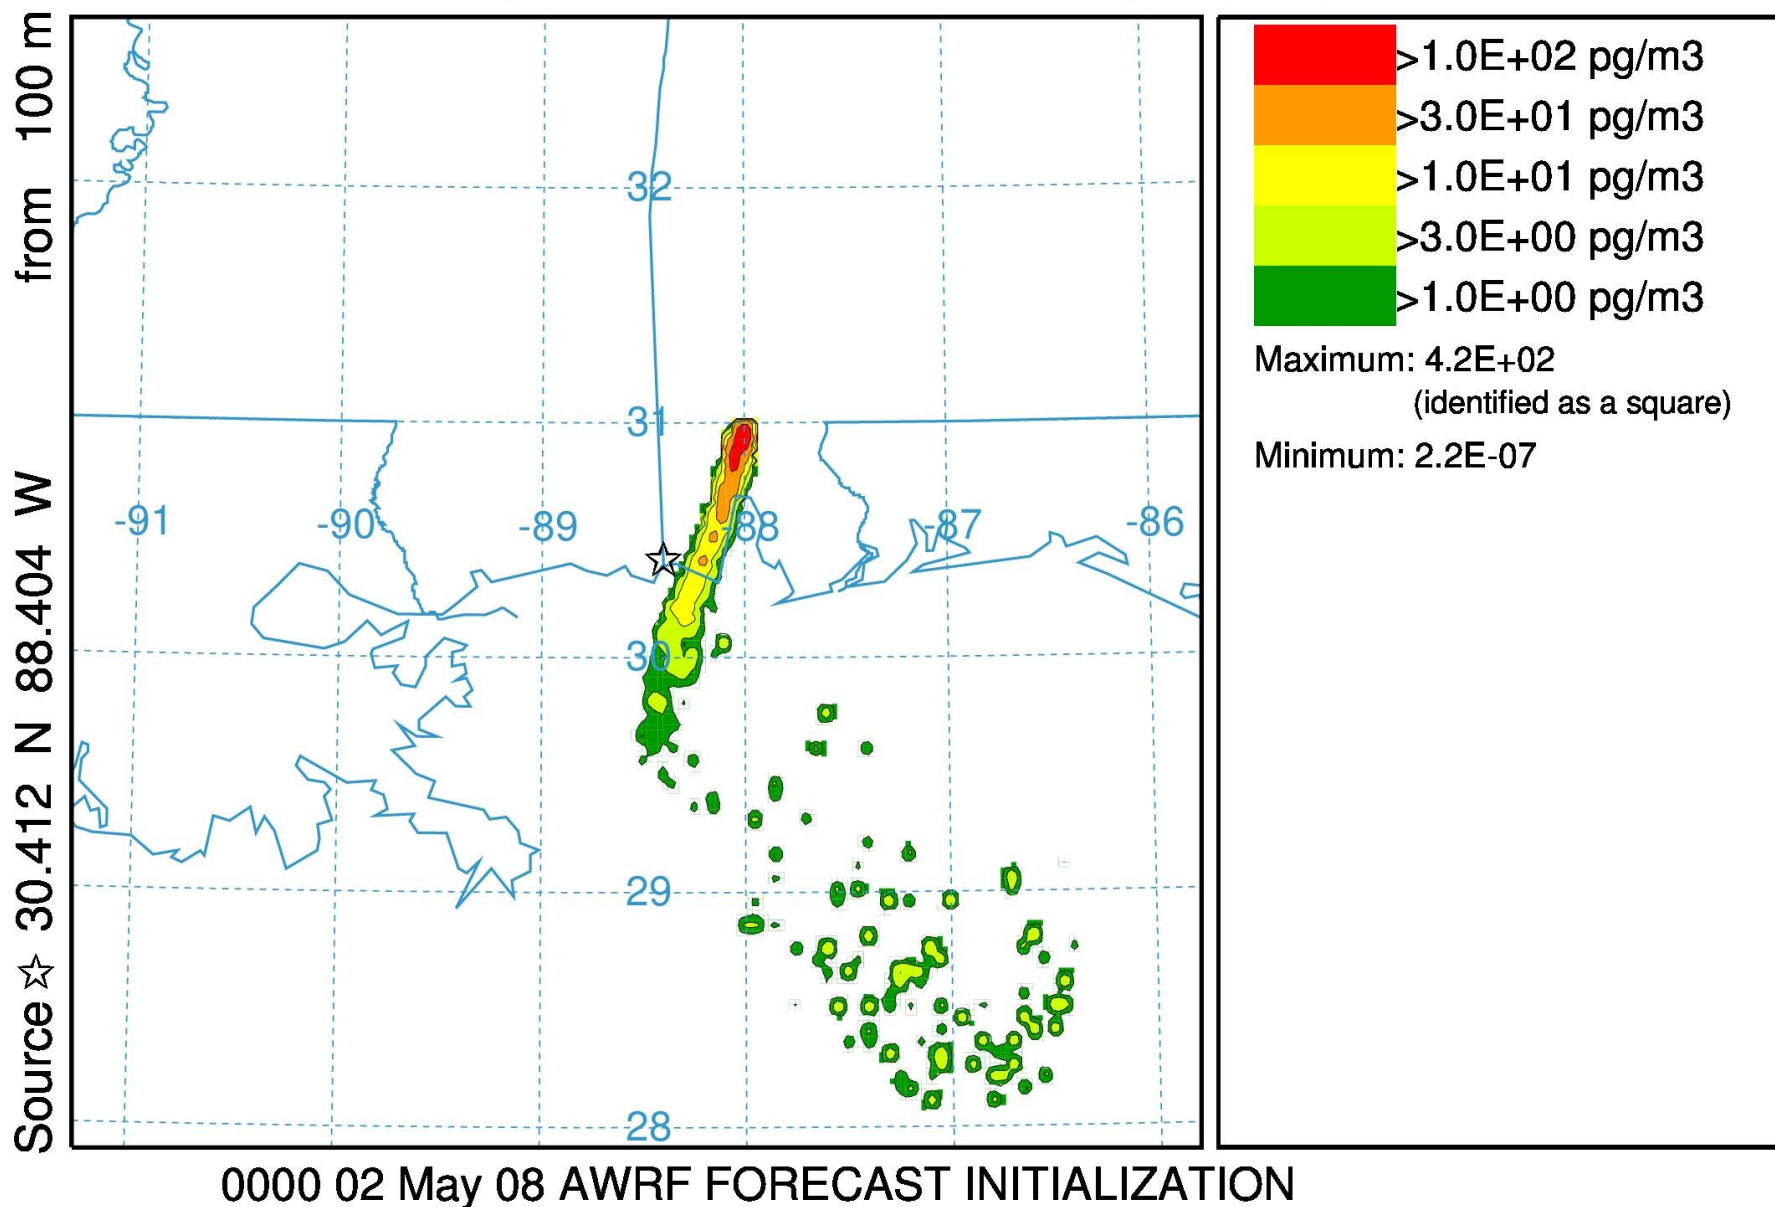 Source ☆ 30.412 N 88.404 W from 100 m
>1.0E+02 pg/m3
>3.0E+01 pg/m3
>1.0E+01 pg/m3
>3.0E+00 pg/m3
>1.0E+00 pg/m3
Maximum: 4.2E+02
(identified as a square)
Minimum: 2.2E-07
32
31
-91 -90 -89 -88 -87 -86
30
29
28
0000 02 May 08 AWRF FORECAST INITIALIZATION